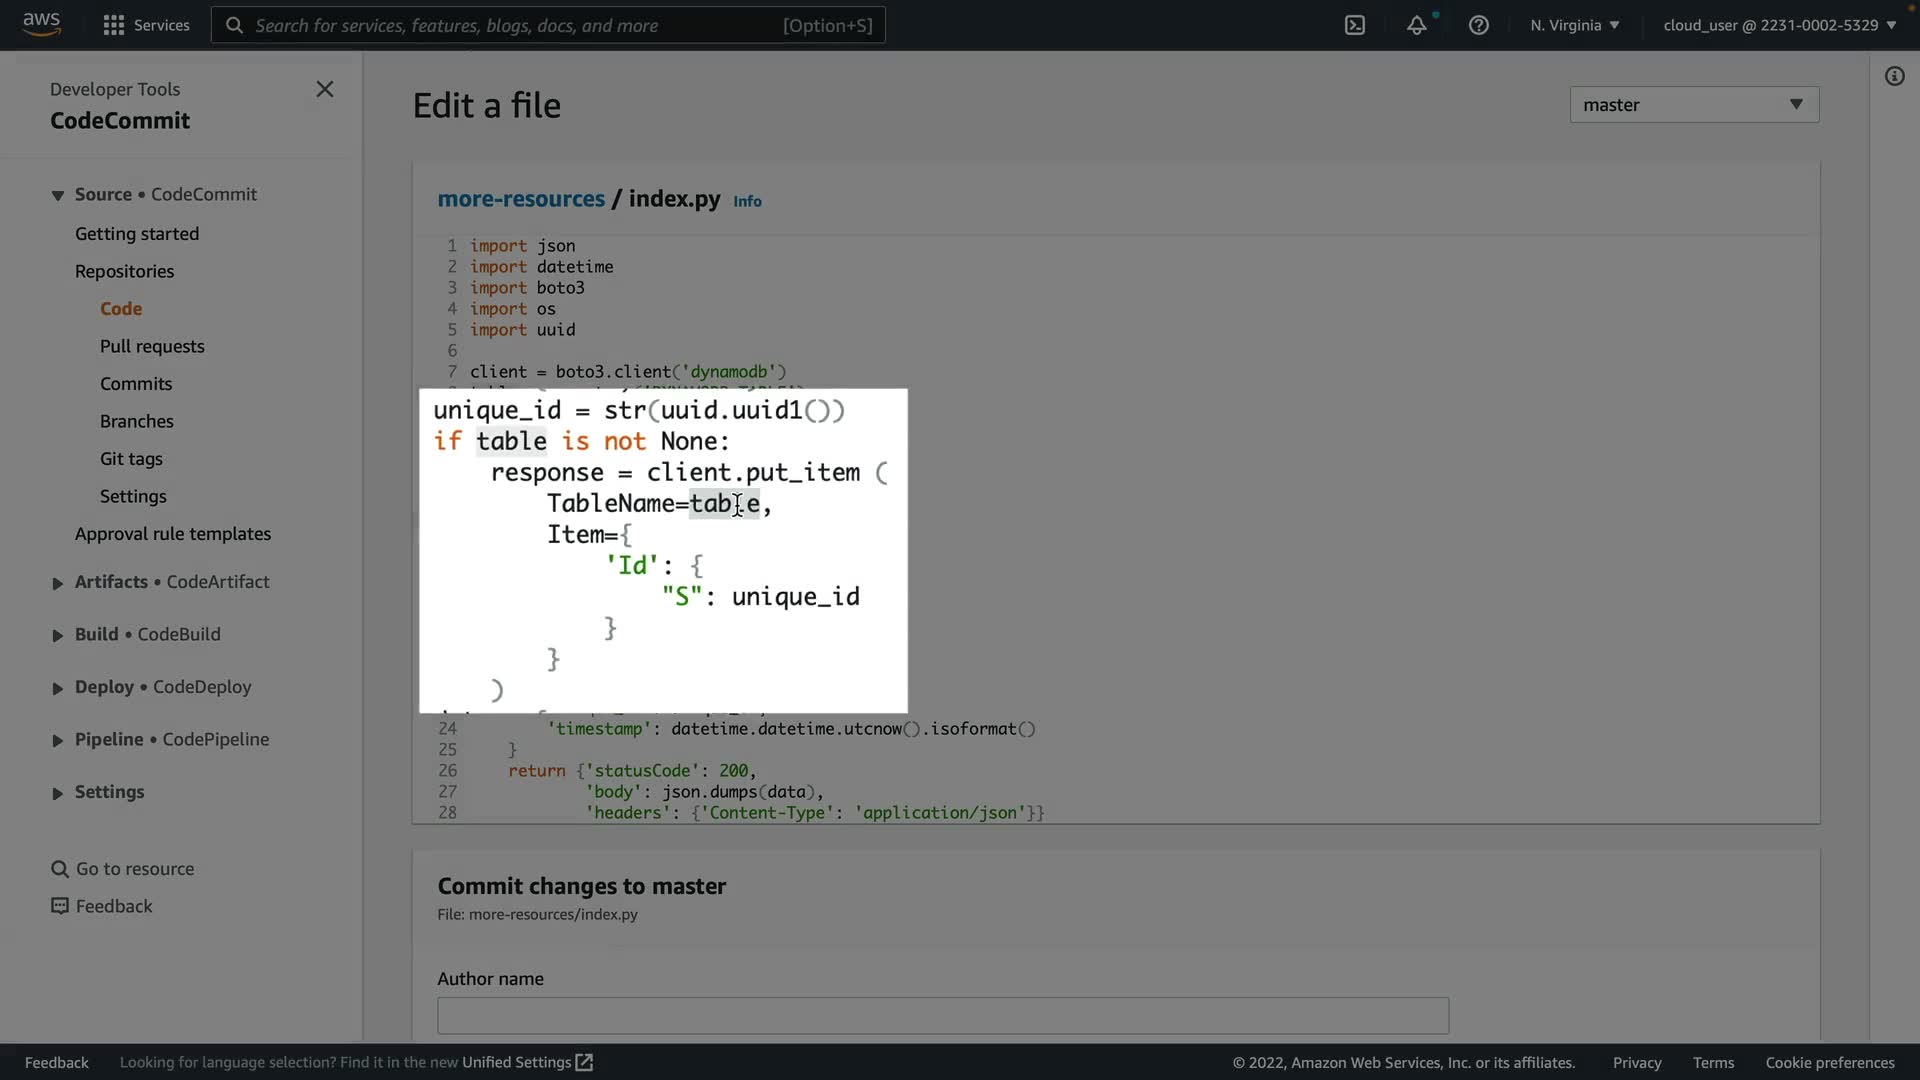 aws
Services
Search for services, features, blogs, docs, and more
[Option+S]
N. Virginia
cloud_user @ 2231-0002-5329
Developer Tools
CodeCommit
Source • CodeCommit
Getting started
Repositories
Code
Pull requests
Commits
Branches
Git tags
Settings
Approval rule templates
Artifacts • CodeArtifact
Build • CodeBuild
Deploy • CodeDeploy
Pipeline • CodePipeline
Settings
Go to resource
Feedback
Edit a file
master
more-resources / index.py Info
1 import json
2 import datetime
3 import boto3
4 import os
5 import uuid
6
7 client = boto3.client('dynamodb')
unique_id = str(uuid.uuid1())
if table is not None:
response = client.put_item (
TableName=table,
Item={
'Id': {
"S": unique_id
}
}
)
24 'timestamp': datetime.datetime.utcnow().isoformat()
25 }
26 return {'statusCode': 200,
27 'body': json.dumps(data),
28 'headers': {'Content-Type': 'application/json'}}
Commit changes to master
File: more-resources/index.py
Author name
Feedback
Looking for language selection? Find it in the new Unified Settings
© 2022, Amazon Web Services, Inc. or its affiliates.
Privacy
Terms
Cookie preferences